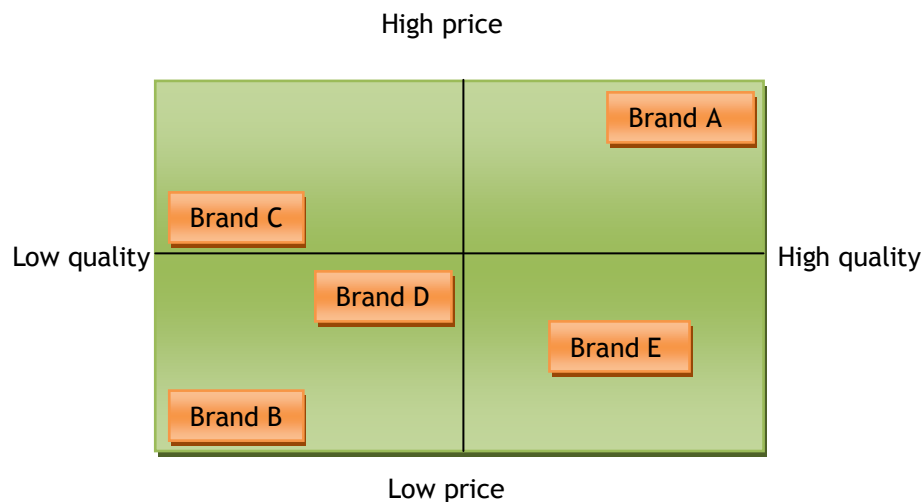 High price
Brand A
Brand C
Low quality
High quality
Brand D
Brand E
Brand B
Low price